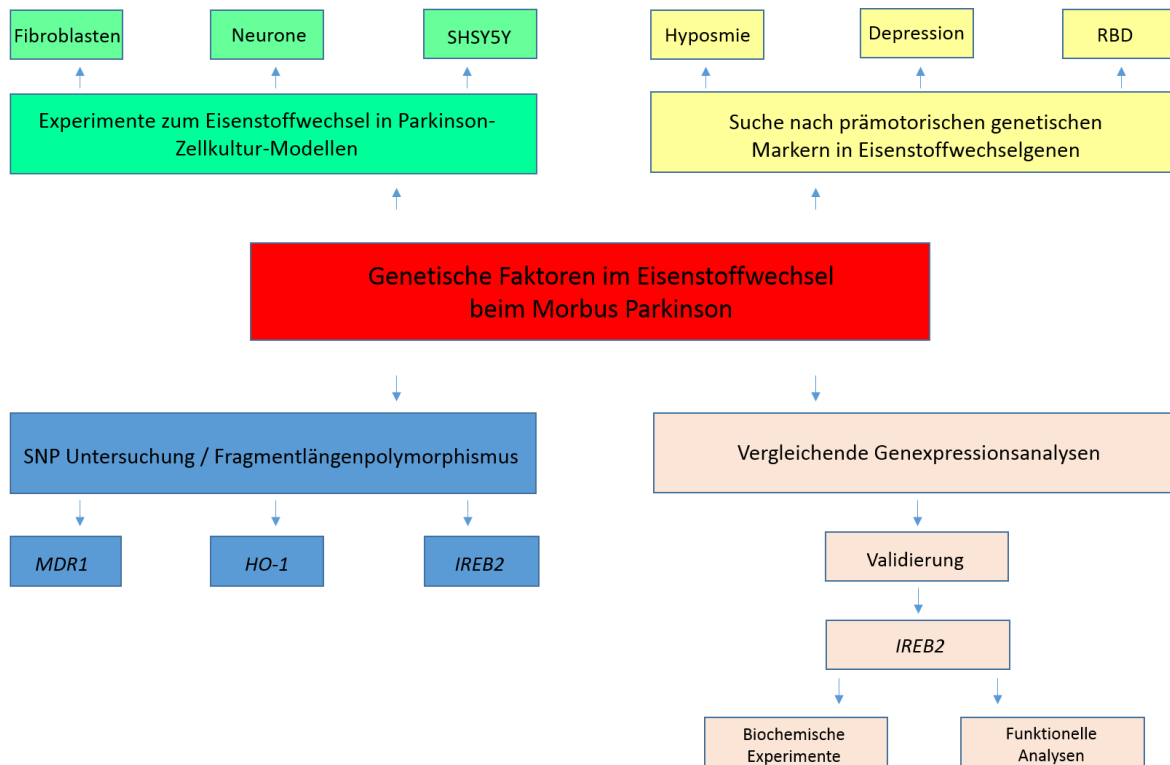 Fibroblasten
Neurone
SHSY5Y
Hyposmie
Depression
RBD
Experimente zum Eisenstoffwechsel in Parkinson-
Zellkultur-Modellen
Suche nach prämotorischen genetischen
Markern in Eisenstoffwechselgenen
Genetische Faktoren im Eisenstoffwechsel
beim Morbus Parkinson
SNP Untersuchung / Fragmentlängenpolymorphismus
Vergleichende Genexpressionsanalysen
MDR1
HO-1
IREB2
Validierung
IREB2
Biochemische
Experimente
Funktionelle
Analysen